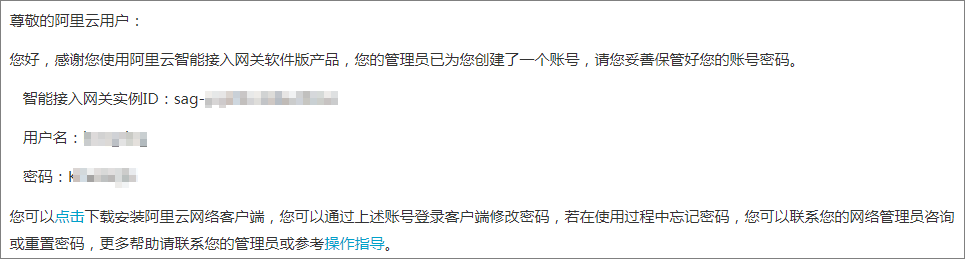 尊敬的阿里云用户：
您好，感谢您使用阿里云智能接入网关软件版产品，您的管理员已为您创建了一个账号，请您妥善保管好您的账号密码。
智能接入网关实例ID：sag-
用户名：
密码：K
您可以点击下载安装阿里云网络客户端，您可以通过上述账号登录客户端修改密码，若在使用过程中忘记密码，您可以联系您的网络管理员咨询
或重置密码，更多帮助请联系您的管理员或参考操作指导。